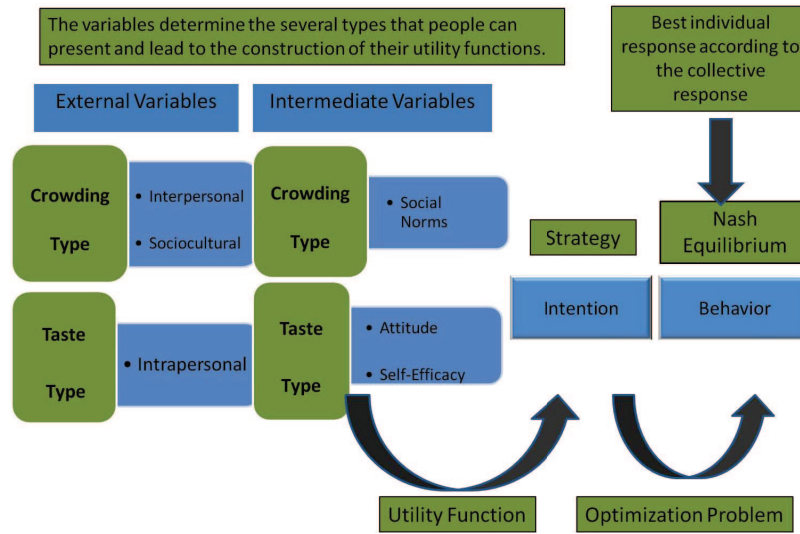 The variables determine the several types that people can
present and lead to the construction of their utility functions.
Best individual
response according to
the collective
response
External Variables
Intermediate Variables
Crowding
Type
• Interpersonal
• Sociocultural
Crowding
Type
• Social
Norms
Strategy
Nash
Equilibrium
Taste
Type
• Intrapersonal
Taste
Type
• Attitude
• Self-Efficacy
Intention
Behavior
Utility Function
Optimization Problem